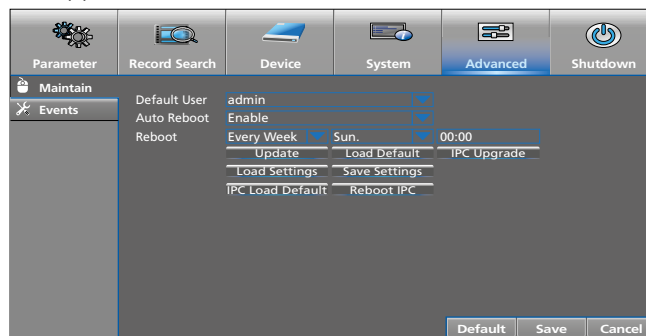 Parameter Record Search Device System Advanced Shutdown
Maintain
Events
Default User admin
Auto Reboot Enable
Reboot Every Week Sun. 00:00
Update Load Default IPC Upgrade
Load Settings Save Settings
IPC Load Default Reboot IPC
Default Save Cancel